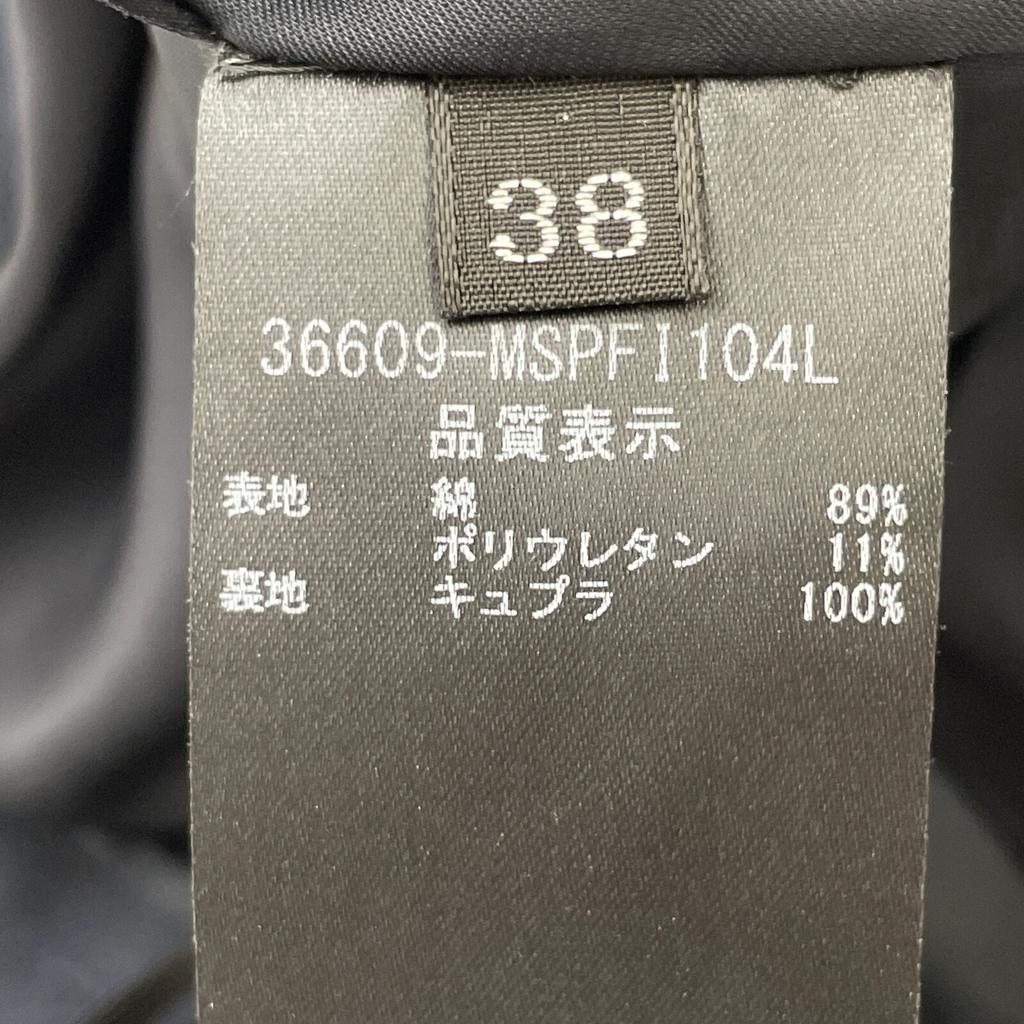 38
36609-MSPFI104L
品質表示
表地 綿 89%
ポリウレタン 11%
裏地 キュプラ 100%